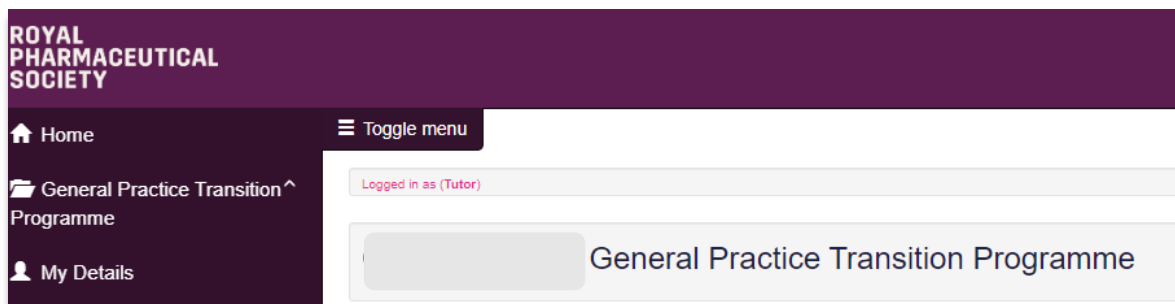 ROYAL
PHARMACEUTICAL
SOCIETY
Home
General Practice Transition^
Programme
My Details
Toggle menu
Logged in as (Tutor)
General Practice Transition Programme